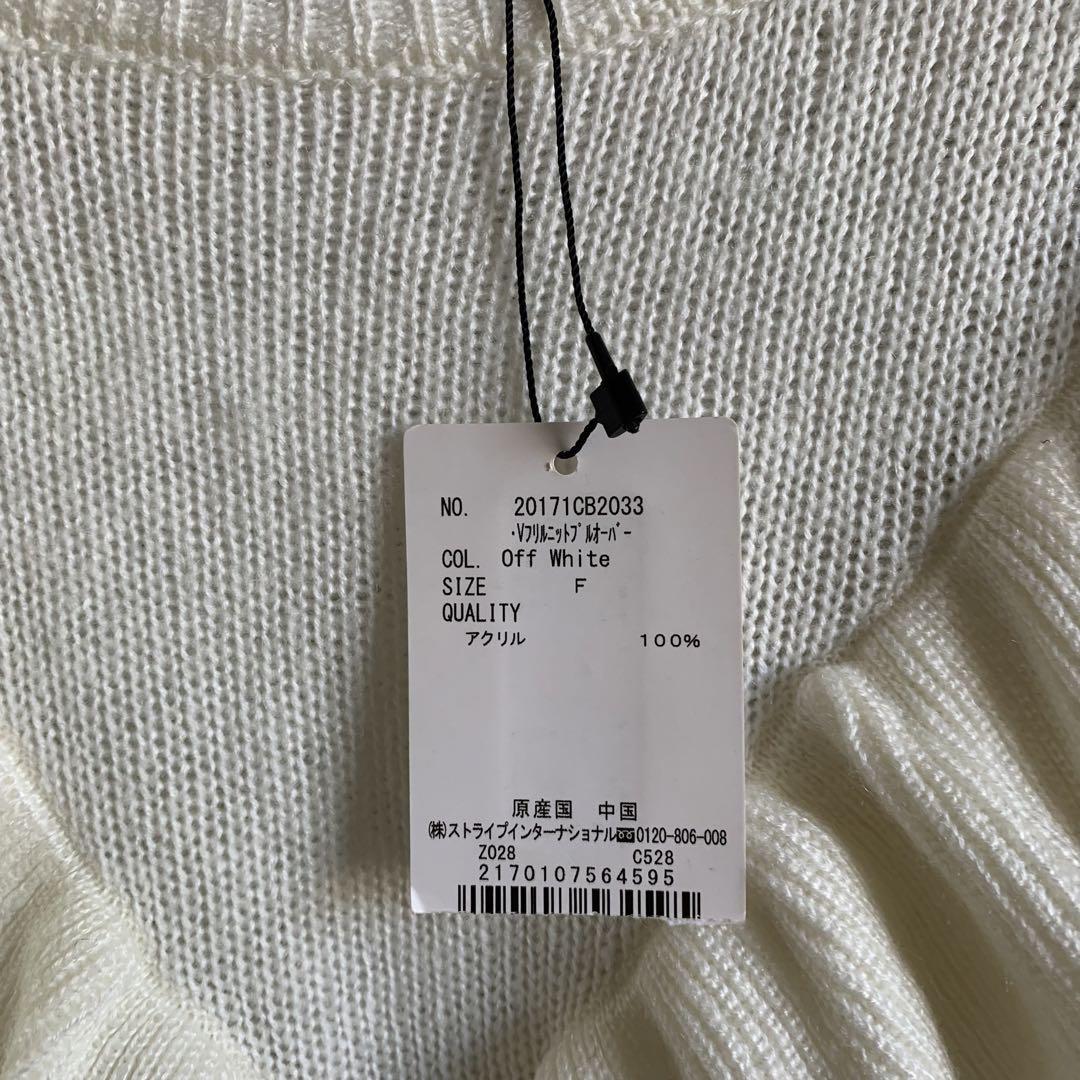 NO. 20171CB2033
・Vﾌﾘﾙﾆｯﾄﾌﾟﾙｵｰﾊﾞｰ
COL. Off White
SIZE F
QUALITY
アクリル 100%
原産国 中国
㈱ストライプインターナショナル 0120-806-008
Z028 C528
2170107564595